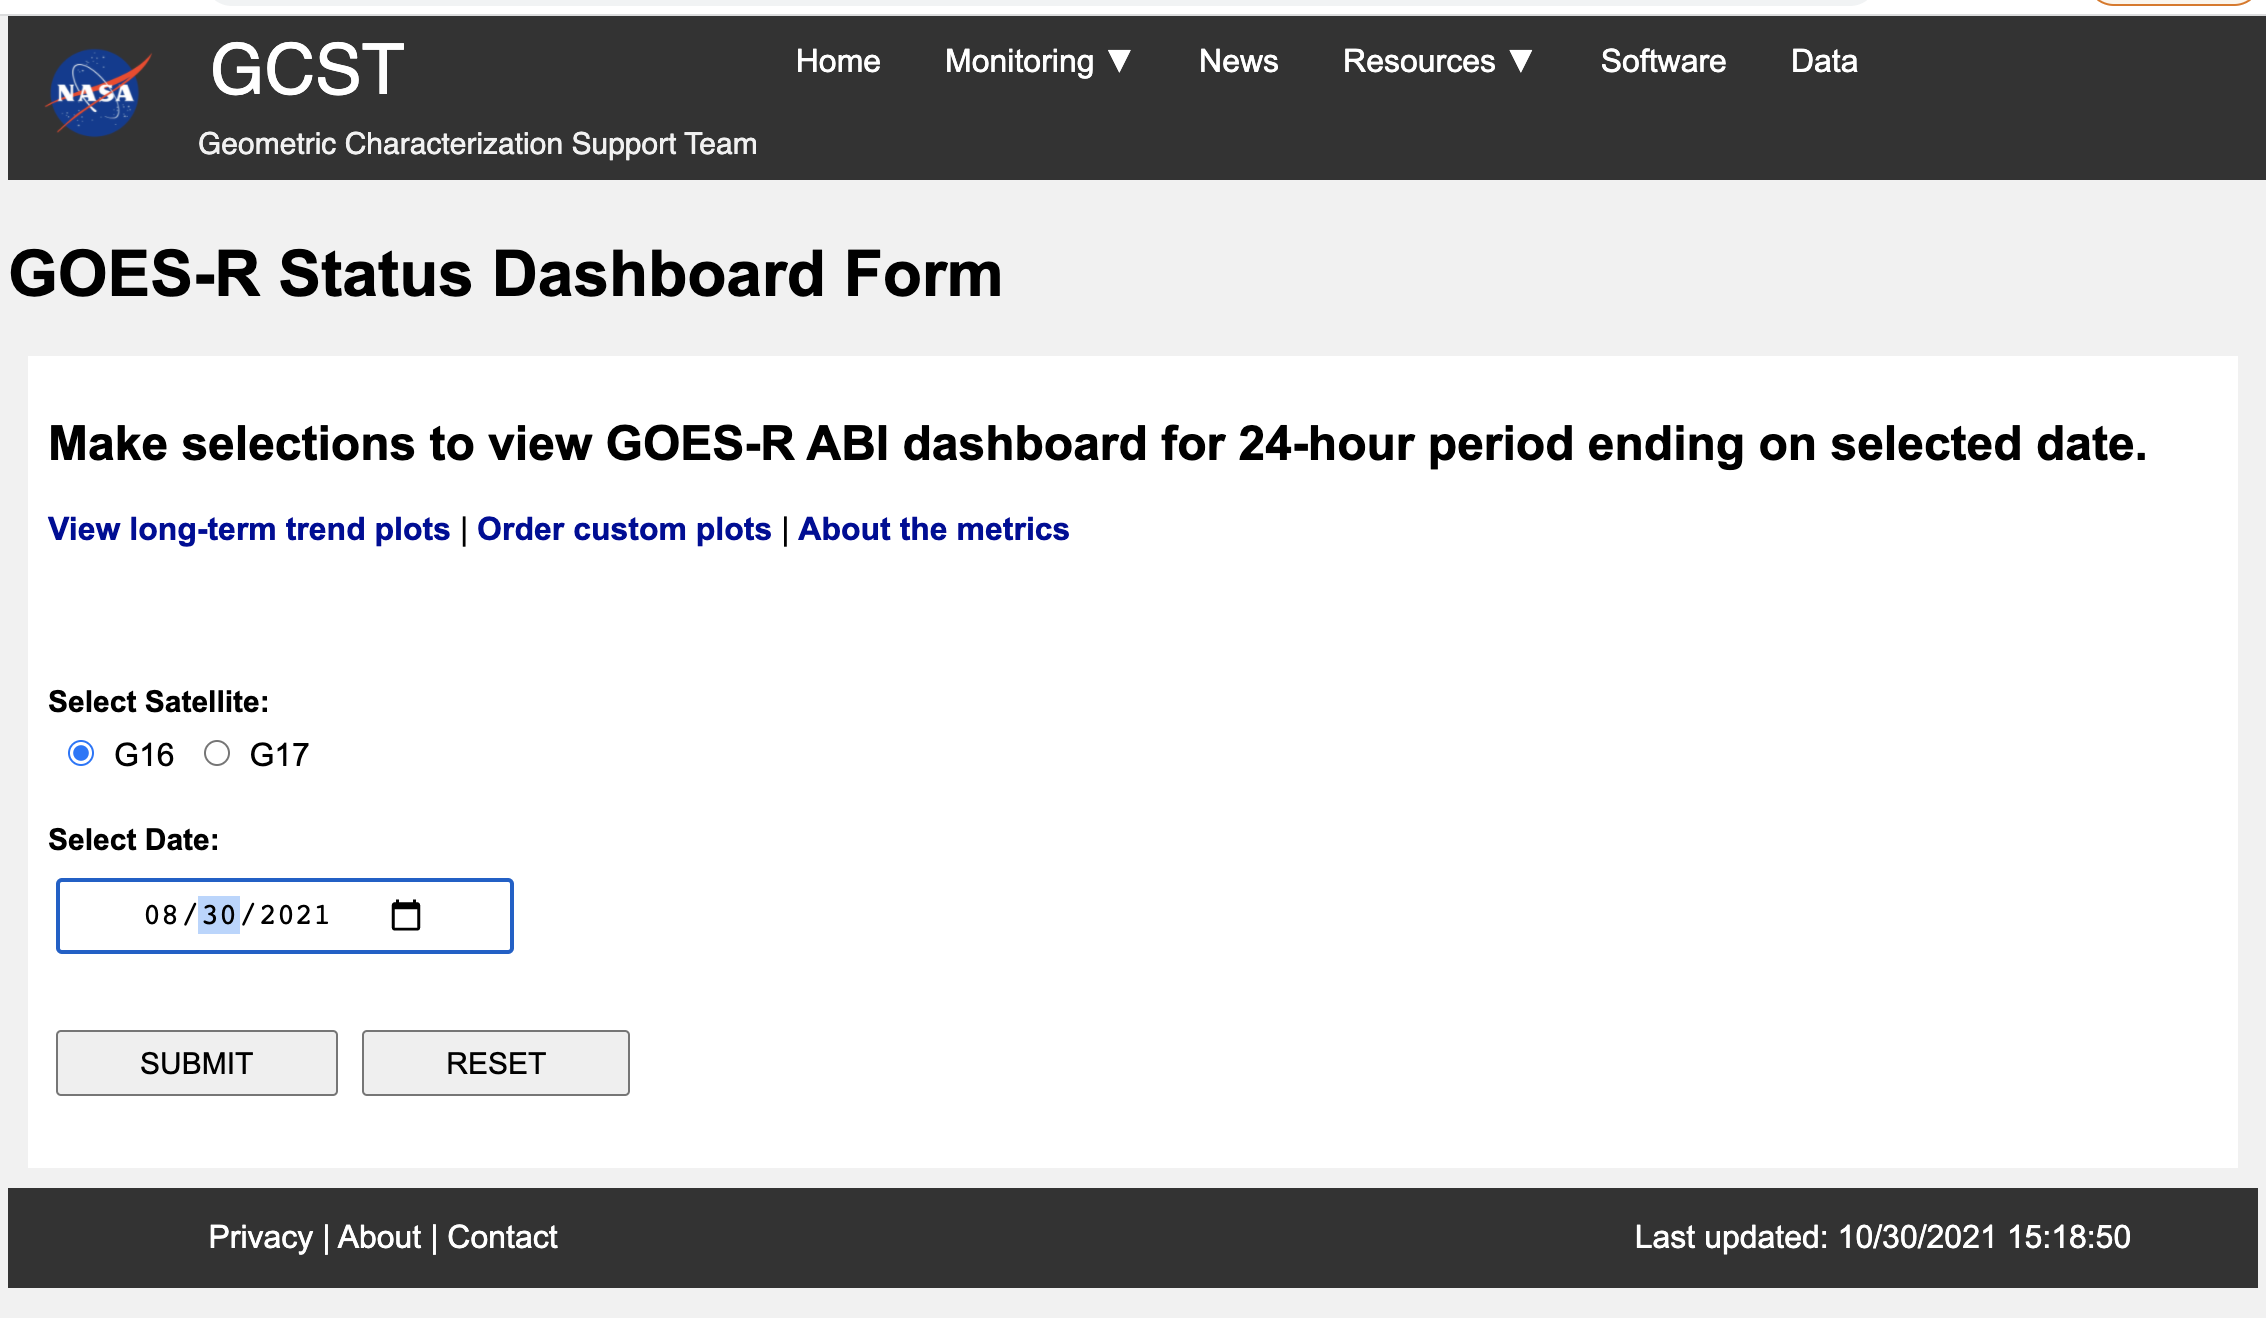 NASA
GCST
Geometric Characterization Support Team
Home Monitoring ▼ News Resources ▼ Software Data
GOES-R Status Dashboard Form
Make selections to view GOES-R ABI dashboard for 24-hour period ending on selected date.
View long-term trend plots | Order custom plots | About the metrics
Select Satellite:
G16 G17
Select Date:
08/30/2021
SUBMIT RESET
Privacy | About | Contact Last updated: 10/30/2021 15:18:50